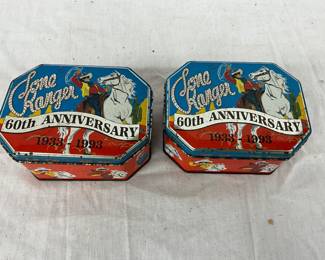 Lone
Ranger
60th ANNIVERSARY
1933 - 1993
Lone
Ranger
60th ANNIVERSARY
1933 - 1993